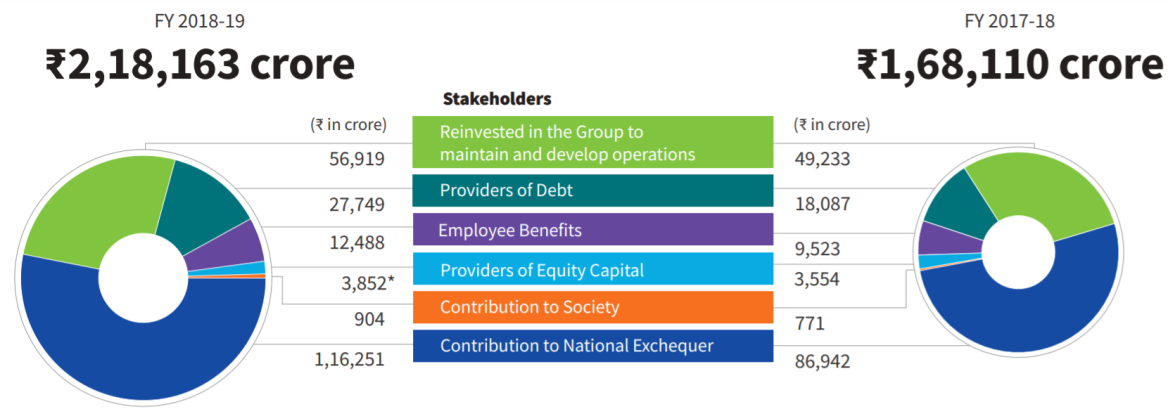 FY 2018-19
₹2,18,163 crore
FY 2017-18
₹1,68,110 crore
Stakeholders
(₹ in crore)
(₹ in crore)
56,919
Reinvested in the Group to
maintain and develop operations
49,233
27,749
Providers of Debt
18,087
12,488
Employee Benefits
9,523
3,852*
Providers of Equity Capital
3,554
904
Contribution to Society
771
1,16,251
Contribution to National Exchequer
86,942